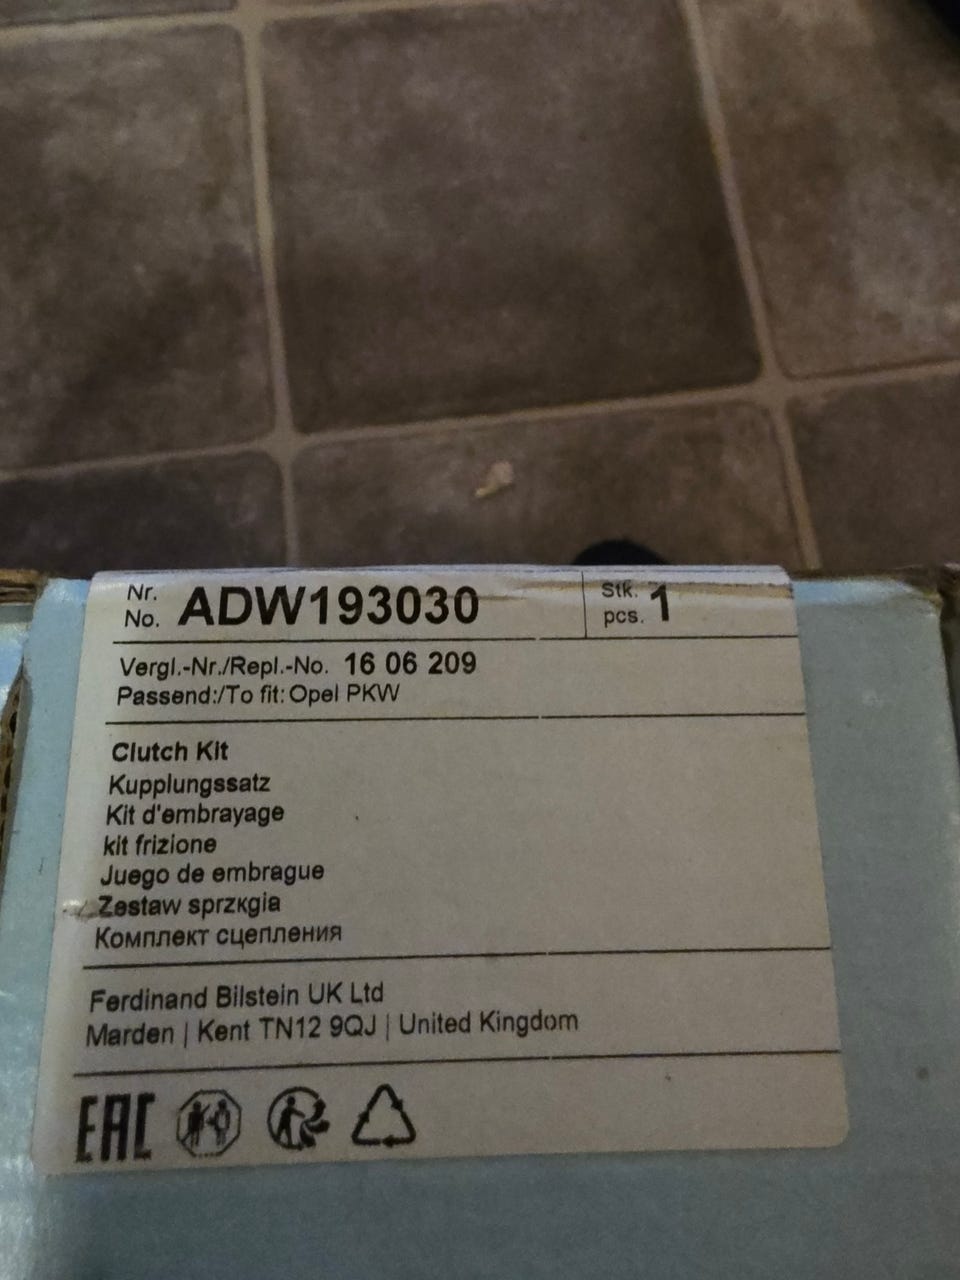 Nr.
No. ADW193030
Stk.
pcs. 1
Vergl.-Nr./Repl.-No. 16 06 209
Passend:/To fit: Opel PKW
Clutch Kit
Kupplungssatz
Kit d'embrayage
kit frizione
Juego de embrague
Zestaw sprzкgia
Комплект сцепления
Ferdinand Bilstein UK Ltd
Marden | Kent TN12 9QJ | United Kingdom
EAC